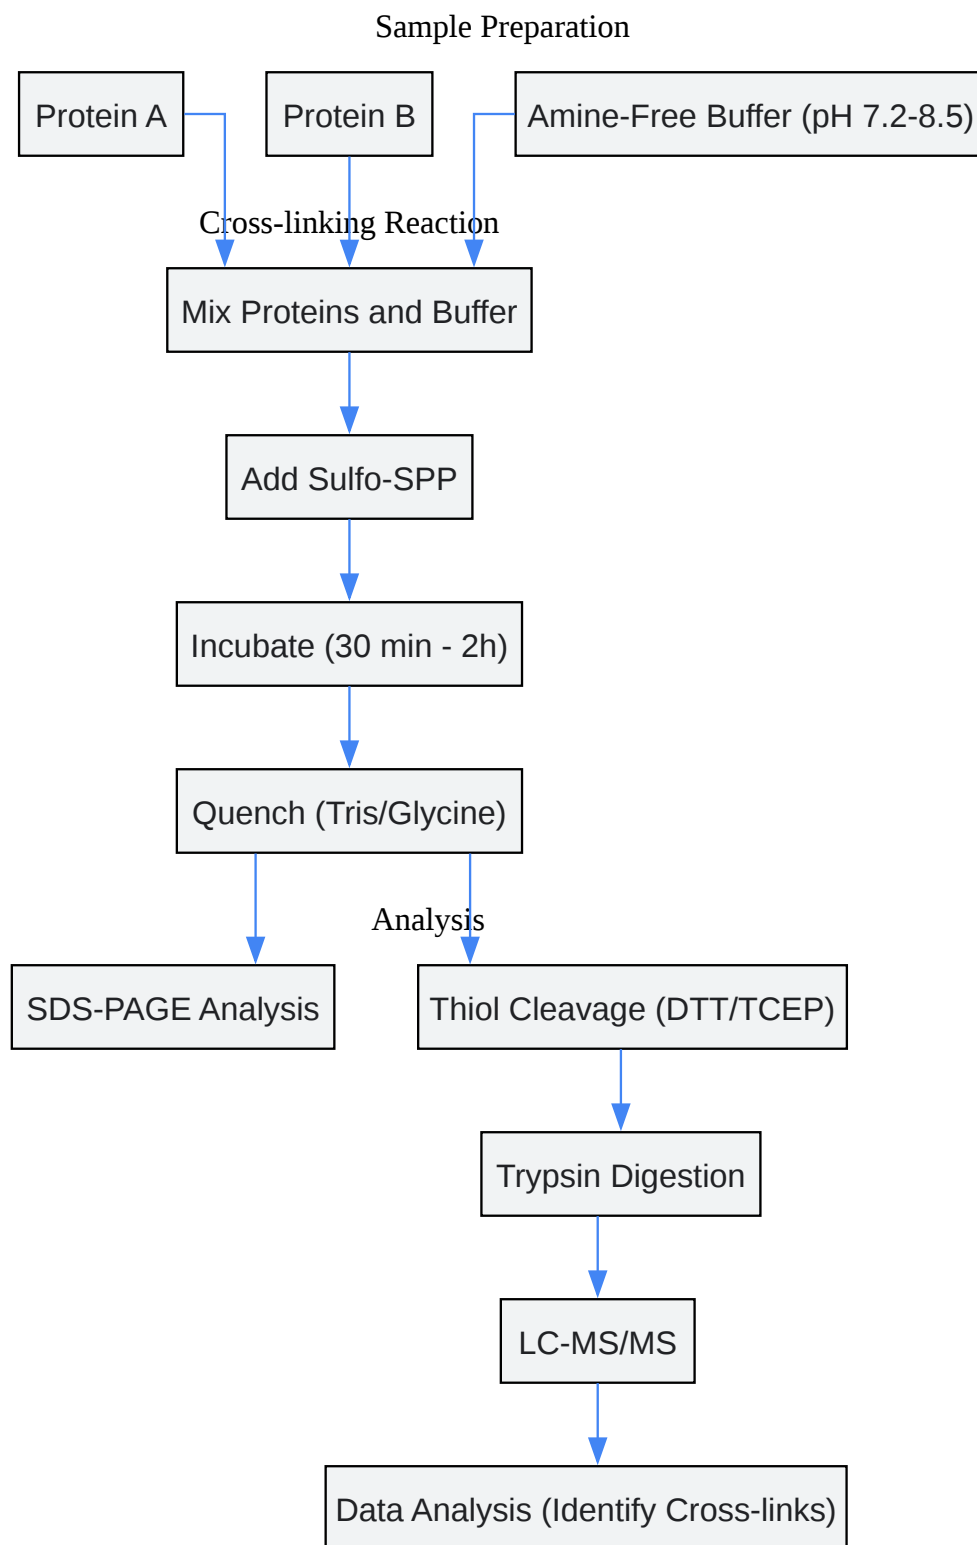 Sample Preparation
Protein A
Protein B
Amine-Free Buffer (pH 7.2-8.5)
Cross-linking Reaction
Mix Proteins and Buffer
Add Sulfo-SPP
Incubate (30 min - 2h)
Quench (Tris/Glycine)
Analysis
SDS-PAGE Analysis
Thiol Cleavage (DTT/TCEP)
Trypsin Digestion
LC-MS/MS
Data Analysis (Identify Cross-links)